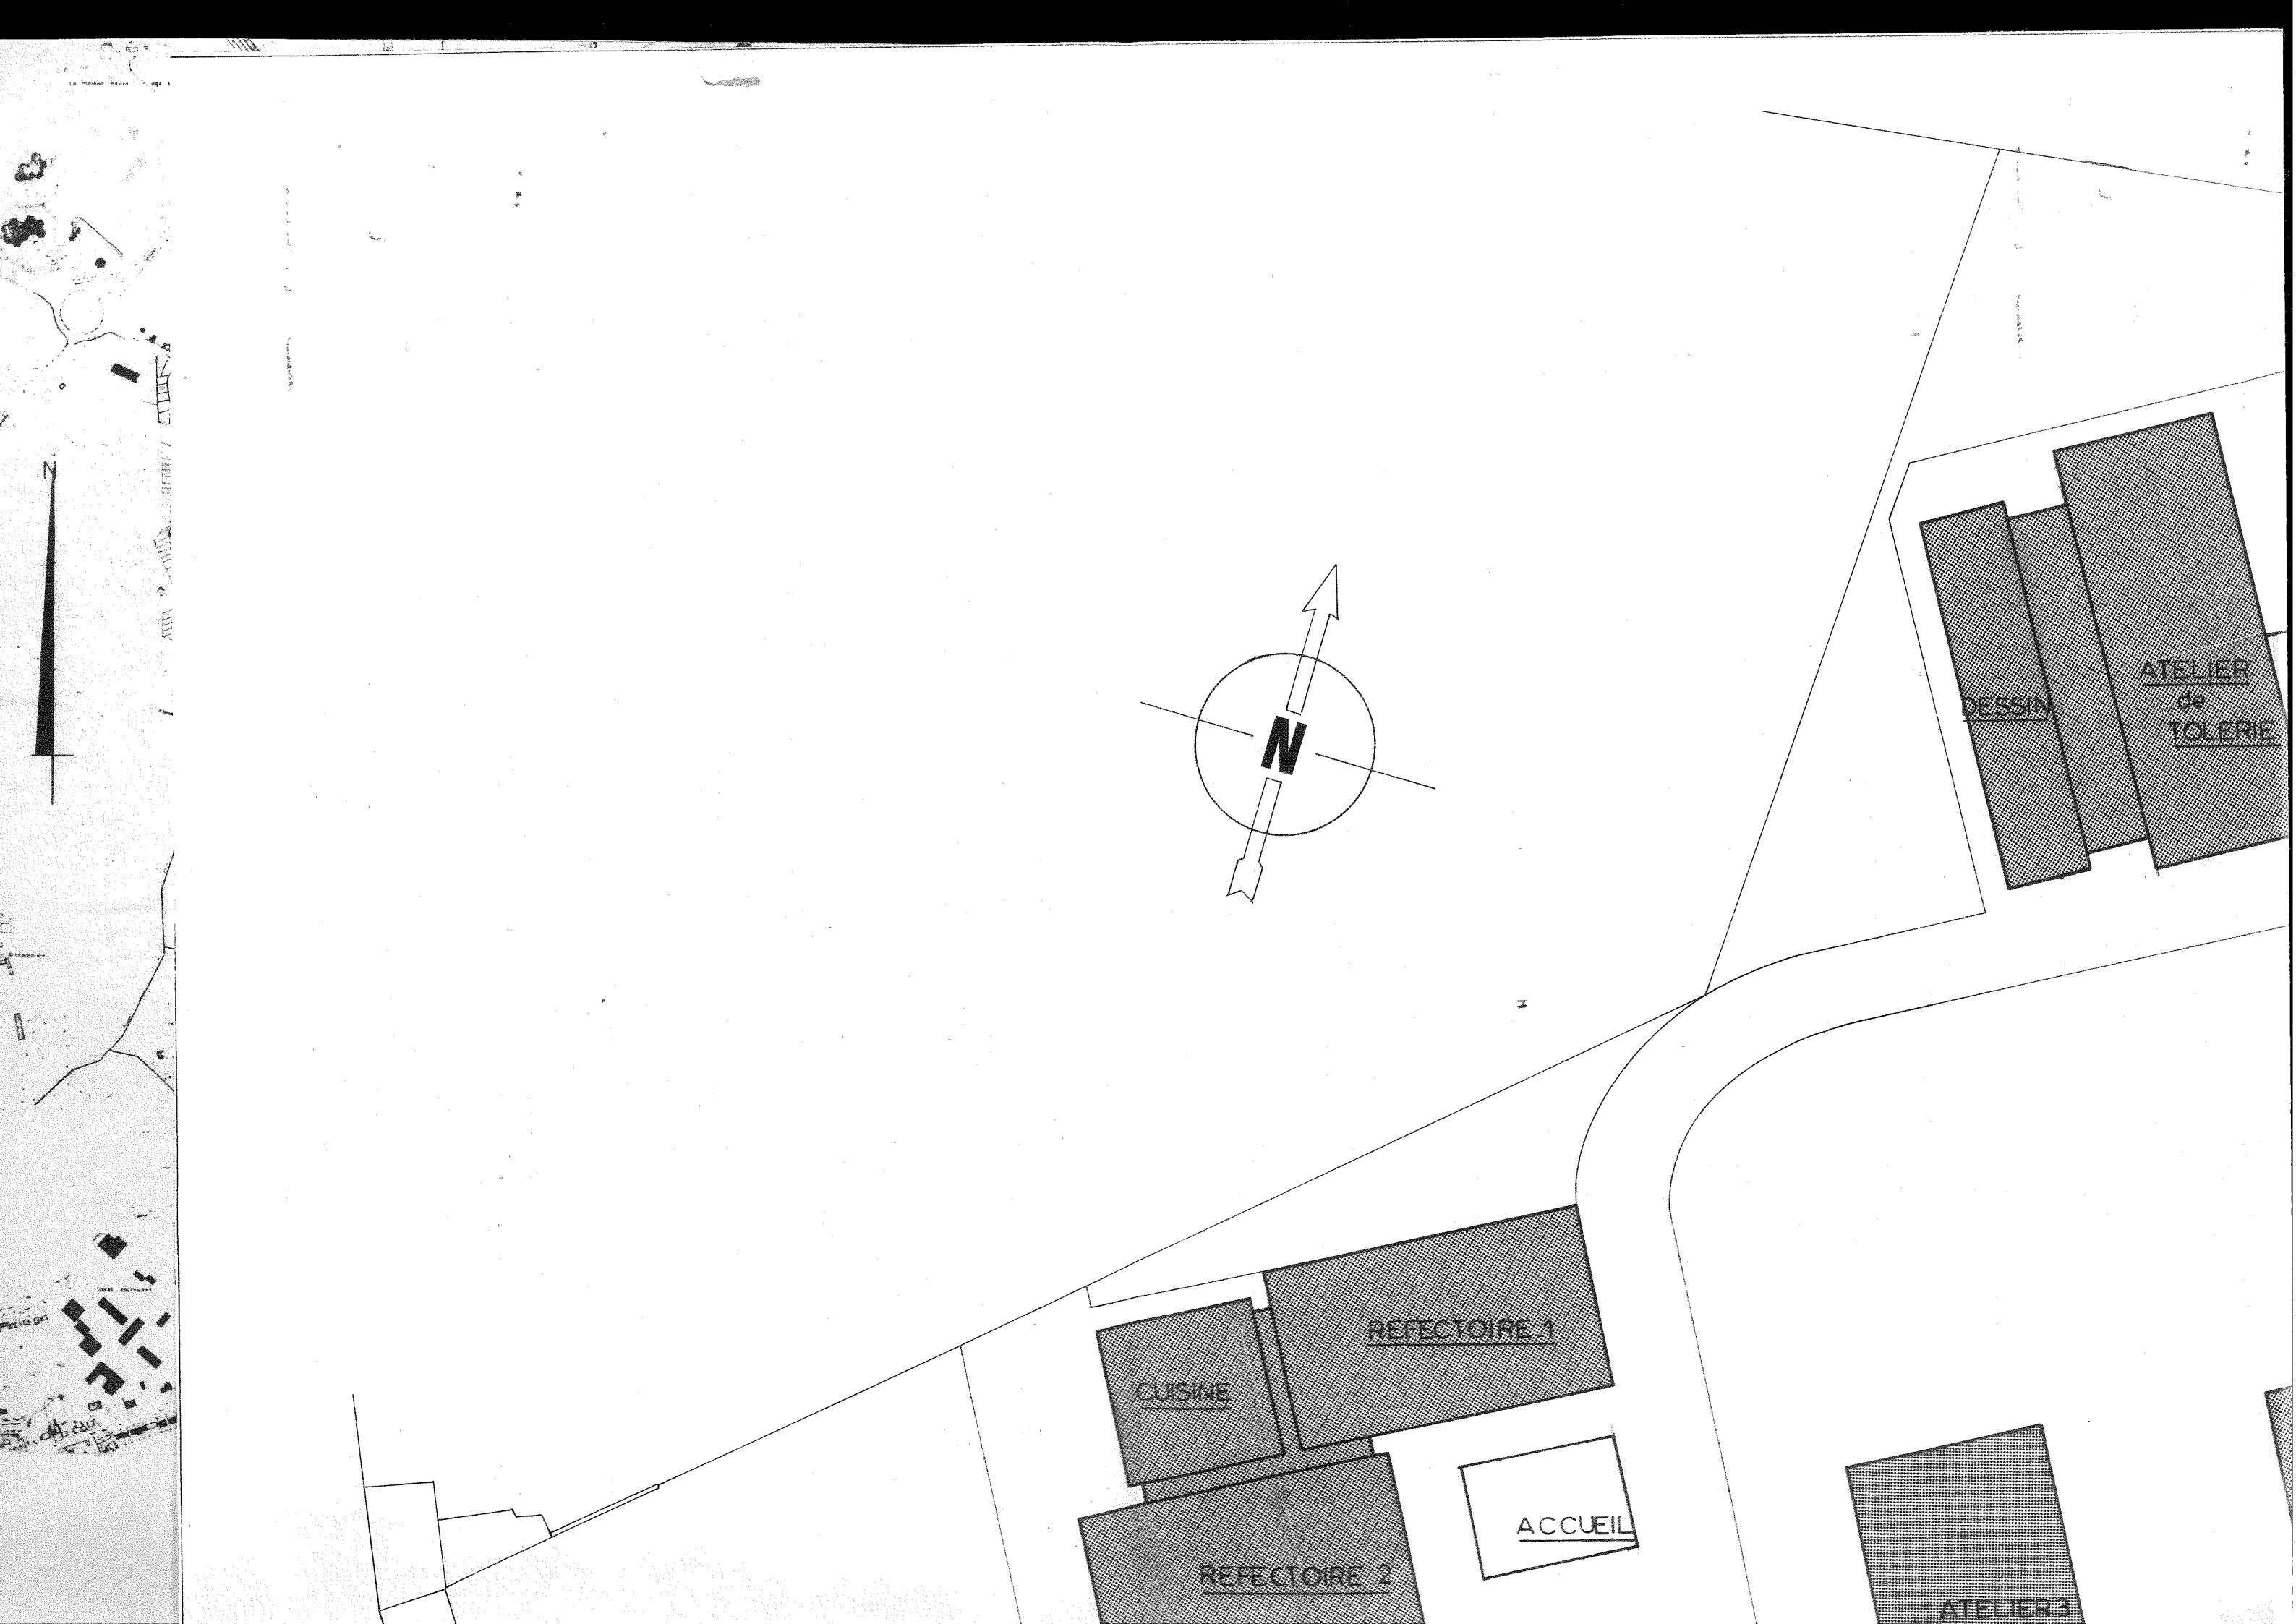 N
N
DESSIN
ATELIER
de
TOLERIE
REFECTOIRE.1
CUISINE
ACCUEIL
REFECTOIRE 2
ATELIER 3